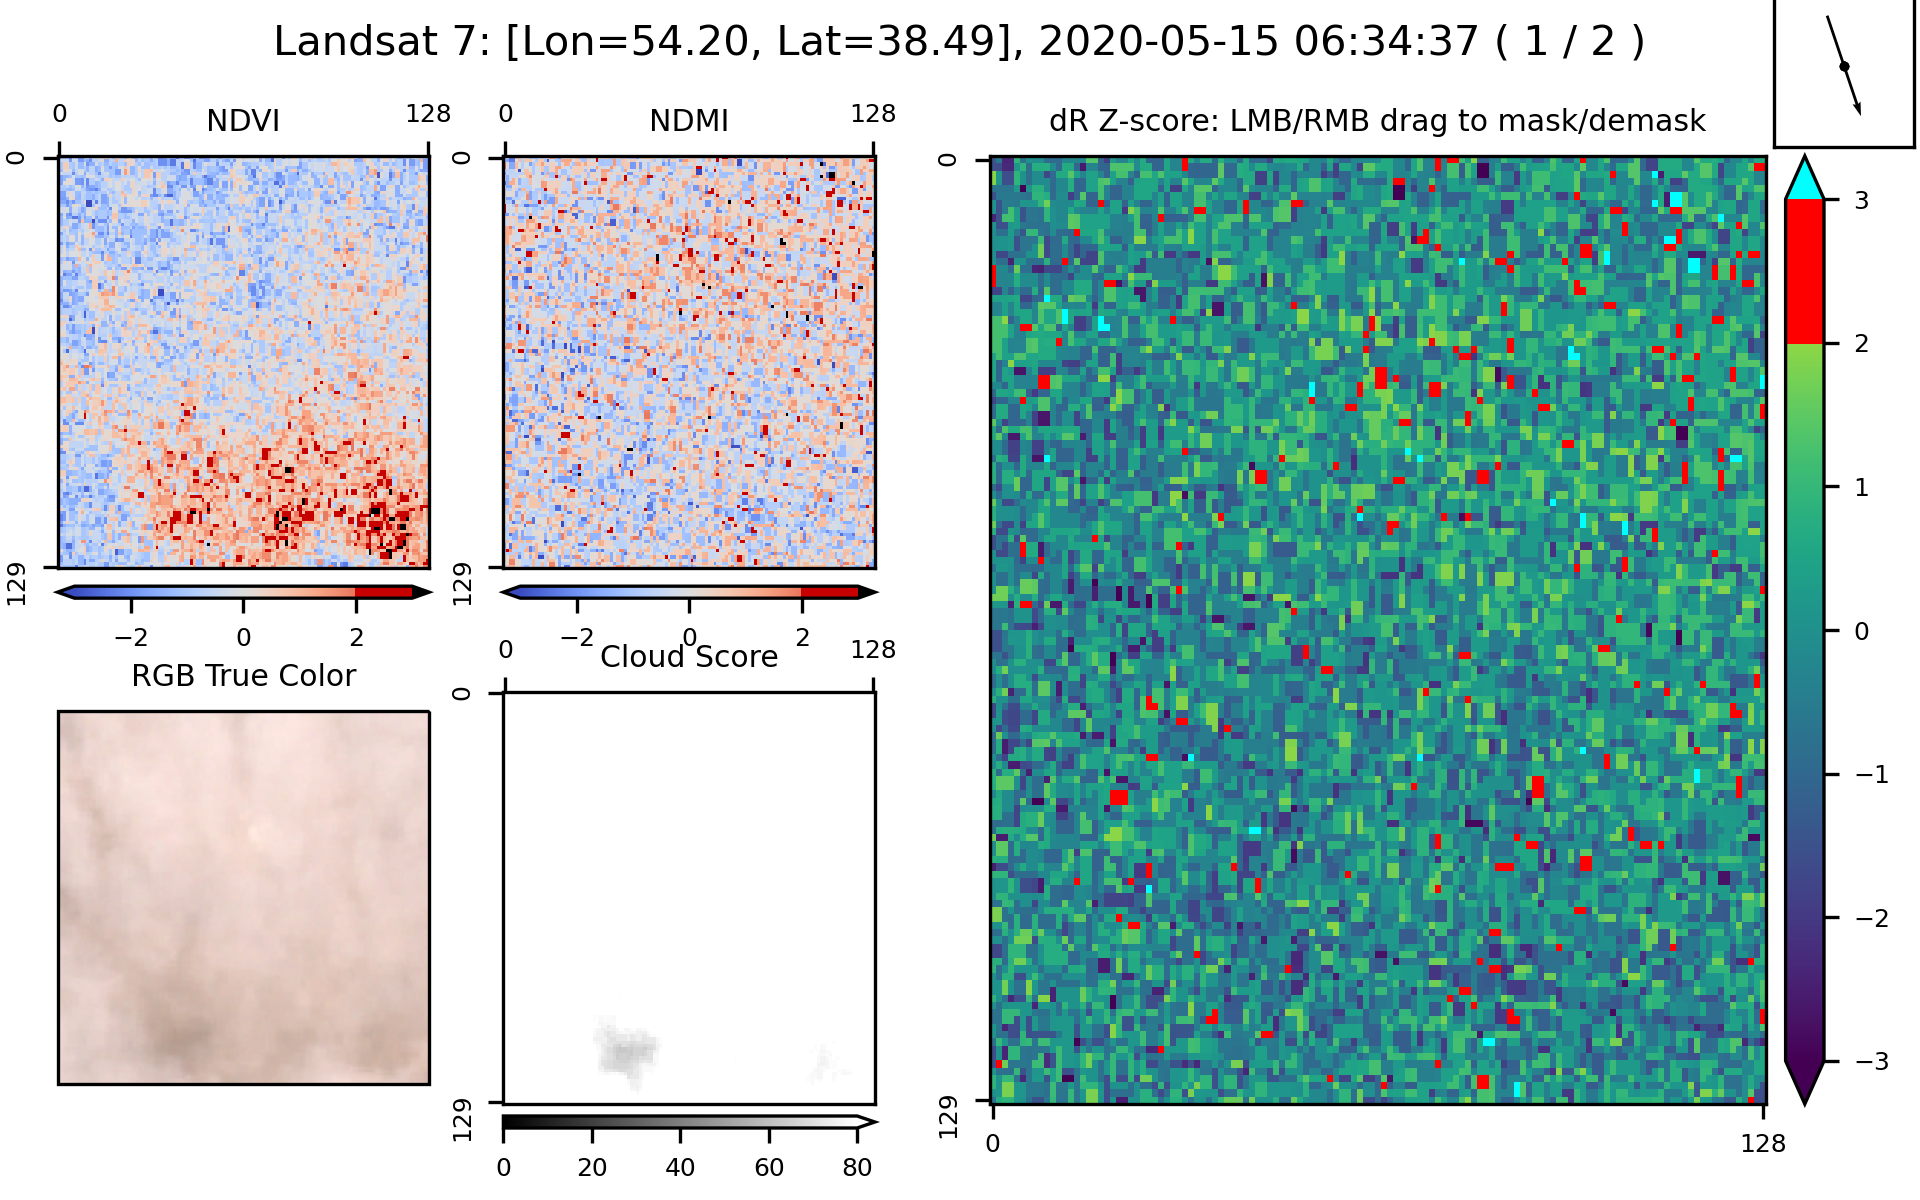 Landsat 7: [Lon=54.20, Lat=38.49], 2020-05-15 06:34:37 ( 1 / 2 )
0 NDVI 128
0 NDMI 128
dR Z-score: LMB/RMB drag to mask/demask
0
129
−2 0 2
0
129
−2 0 2
RGB True Color
0 Cloud Score 128
0
129
0 20 40 60 80
0
129
0 128
3
2
1
0
−1
−2
−3